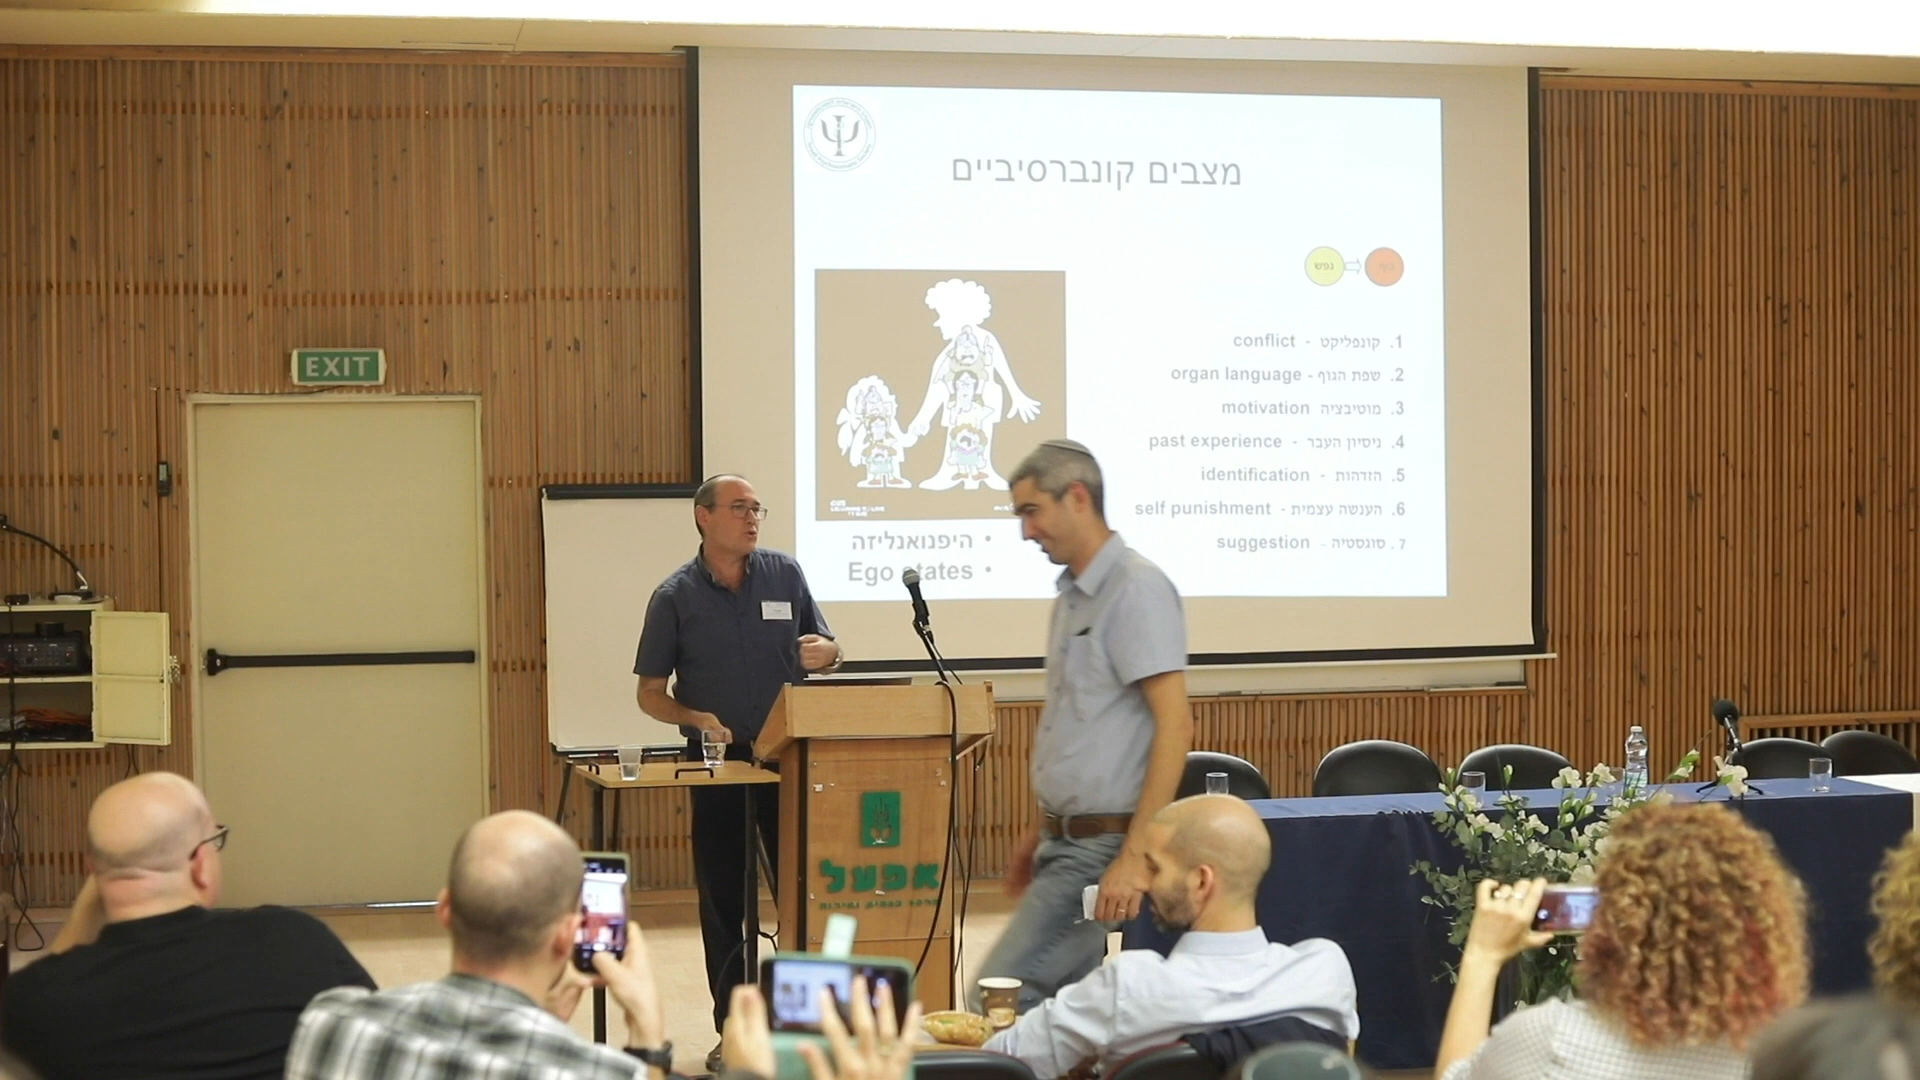 מצבים קונברסיביים
נפש
גוף
1. קונפליקט - conflict
2. שפת הגוף - organ language
3. מוטיבציה motivation
4. ניסיון העבר - past experience
5. הזדהות - identification
6. הענשה עצמית - self punishment
7. סוגסטיה - suggestion
• היפנואנליזה
• Ego states
EXIT
אפעל